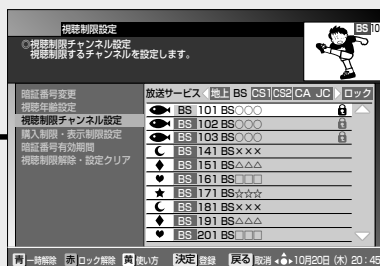 視聴制限設定
BS 10
◎視聴制限チャンネル設定
視聴制限するチャンネルを設定します。
暗証番号変更
視聴年齢設定
視聴制限チャンネル設定
購入制限・表示制限設定
暗証番号有効期間
視聴制限解除・設定クリア
放送サービス 地上 BS CS1 CS2 CA JC ロック
BS 101 BS○○○
BS 102 BS○○○
BS 103 BS○○○
BS 141 BS×××
BS 151 BS△△△
BS 161 BS□□□
BS 171 BS☆☆☆
BS 181 BS×××
BS 191 BS△△△
BS 201 BS□□□
青 一時解除 赤 ロック解除 黄 使い方 決定 登録 戻る 取消 10月20日 (木) 20:45